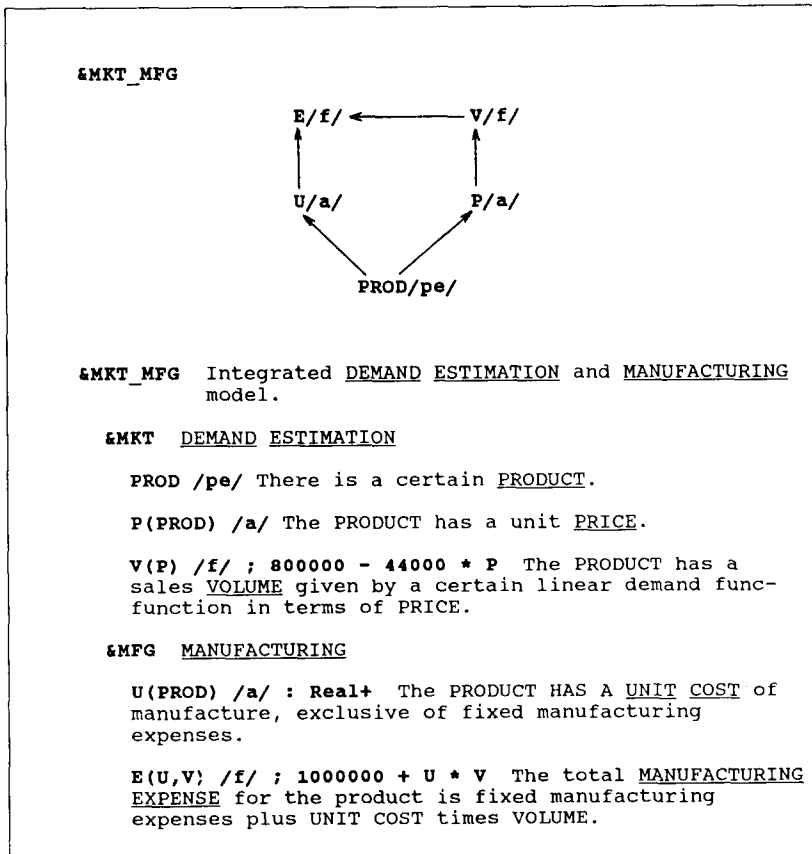 &MKT_MFG
E/f/ V/f/
U/a/ P/a/
PROD/pe/
&MKT_MFG Integrated DEMAND ESTIMATION and MANUFACTURING
model.
&MKT DEMAND ESTIMATION
PROD /pe/ There is a certain PRODUCT.
P(PROD) /a/ The PRODUCT has a unit PRICE.
V(P) /f/ ; 800000 - 44000 * P The PRODUCT has a
sales VOLUME given by a certain linear demand func-
function in terms of PRICE.
&MFG MANUFACTURING
U(PROD) /a/ : Real+ The PRODUCT HAS A UNIT COST of
manufacture, exclusive of fixed manufacturing
expenses.
E(U,V) /f/ ; 1000000 + U * V The total MANUFACTURING
EXPENSE for the product is fixed manufacturing
expenses plus UNIT COST times VOLUME.